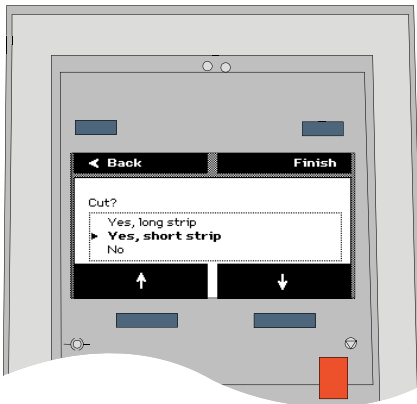 Back
Finish
Cut?
Yes, long strip
Yes, short strip
No